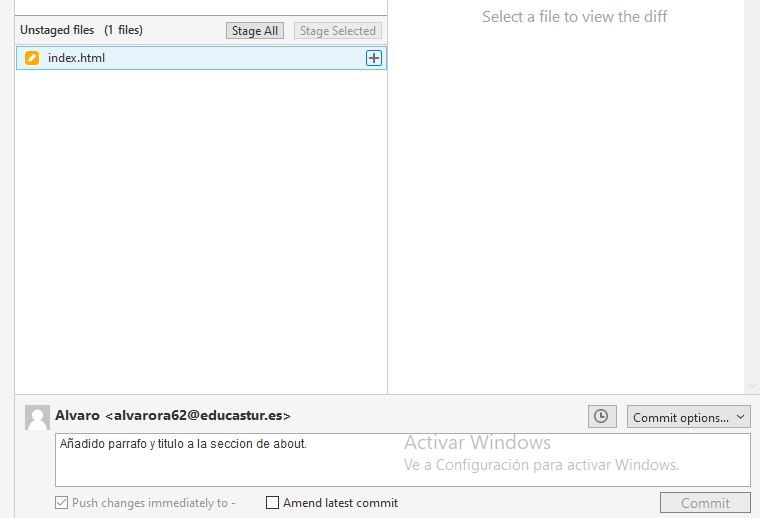 Select a file to view the diff
Unstaged files (1 files) Stage All Stage Selected
index.html
Alvaro <alvarora62@educastur.es> Commit options...
Añadido parrafo y titulo a la seccion de about.
Activar Windows
Ve a Configuración para activar Windows.
Push changes immediately to - Amend latest commit Commit